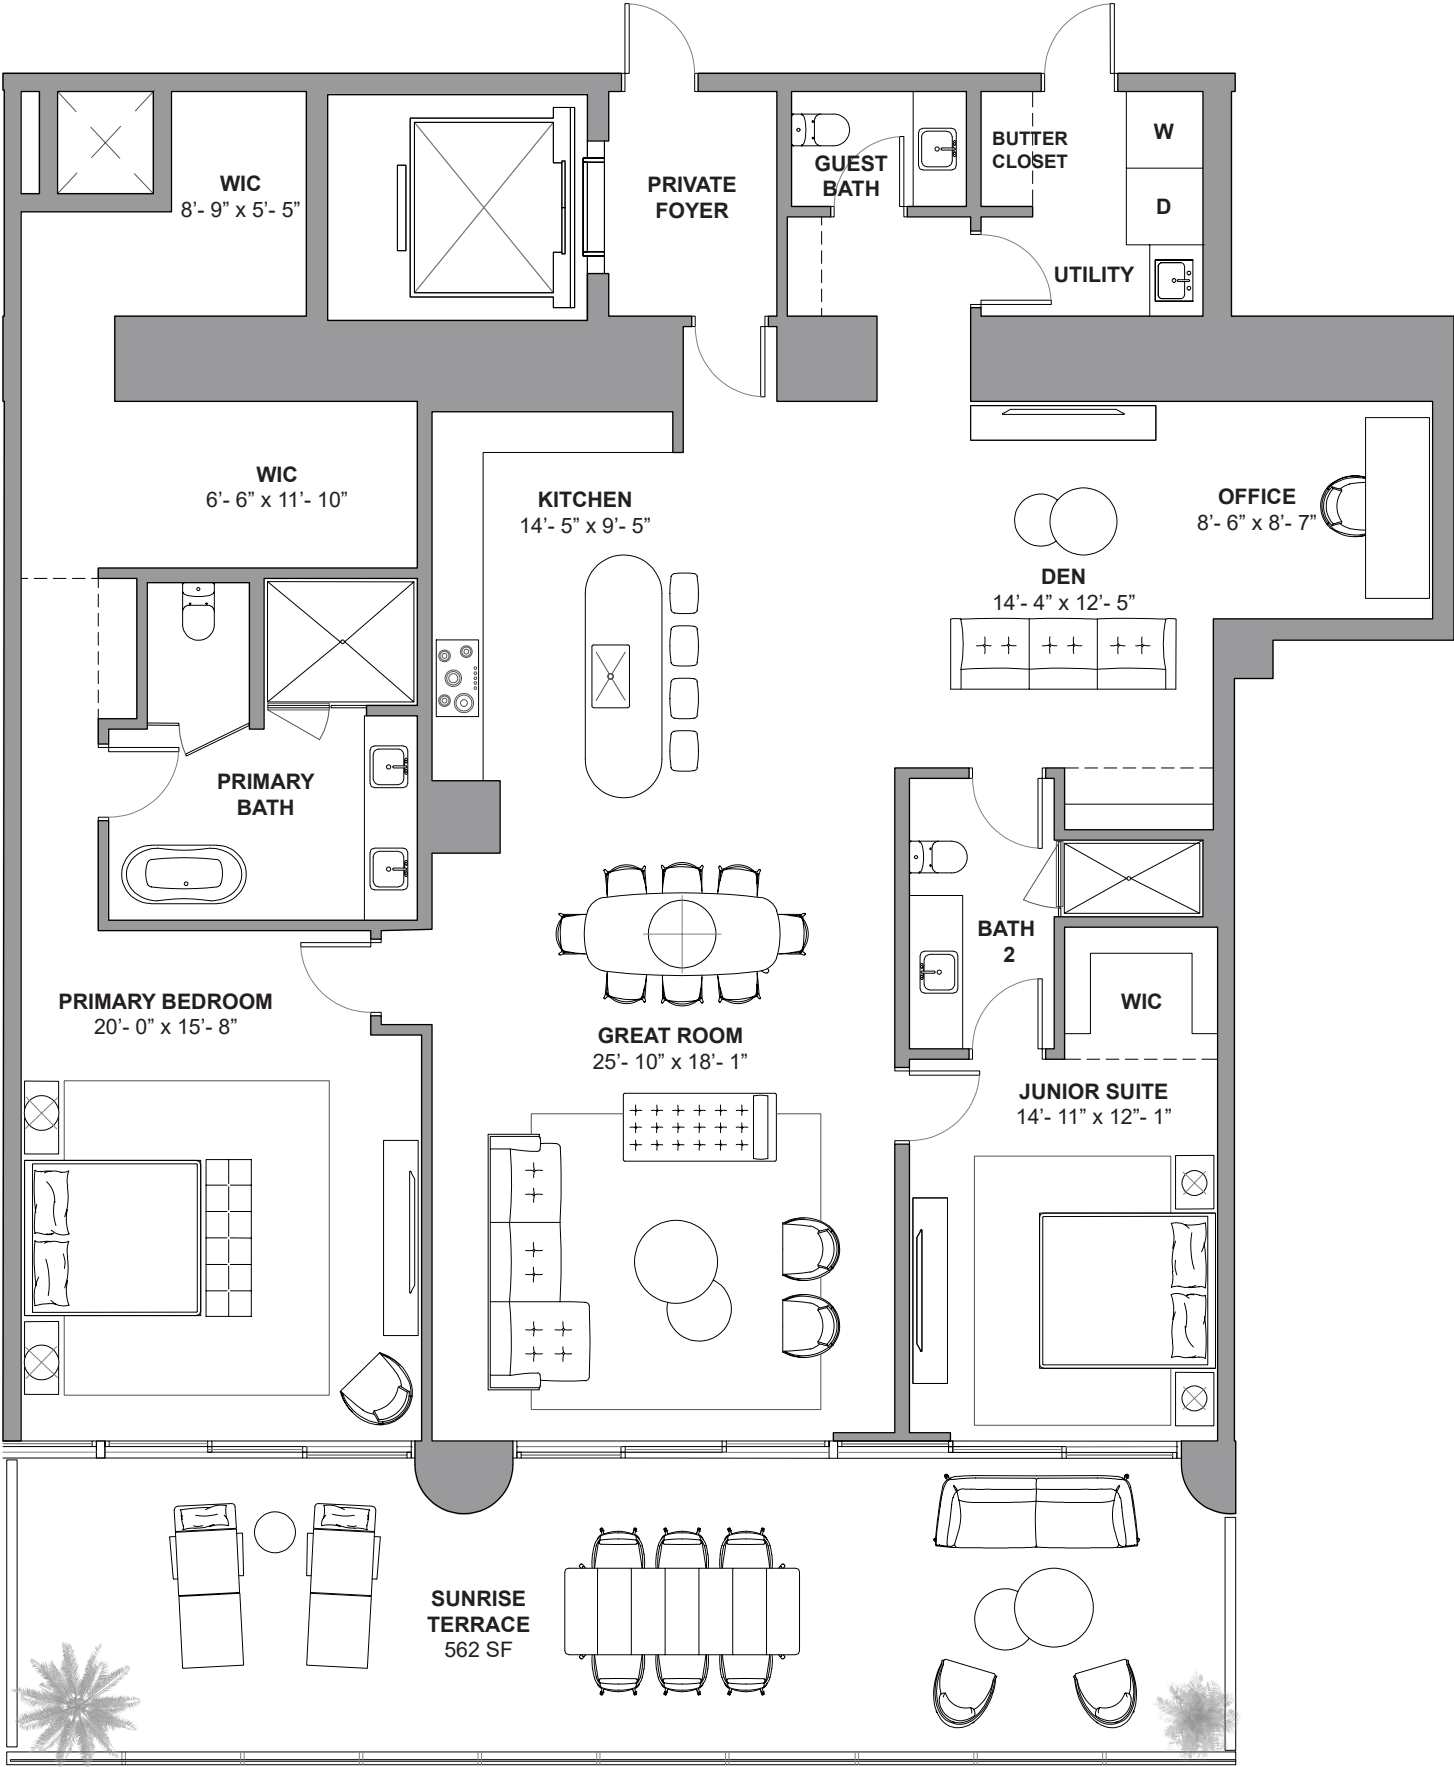 WIC
8’- 9” x 5’- 5”
PRIVATE
FOYER
GUEST
BATH
BUTTER
CLOSET
W
D
UTILITY
WIC
6’- 6” x 11’- 10”
KITCHEN
14’- 5” x 9’- 5”
OFFICE
8’- 6” x 8’- 7”
DEN
14’- 4” x 12’- 5”
PRIMARY
BATH
BATH
2
PRIMARY BEDROOM
20’- 0” x 15’- 8”
WIC
GREAT ROOM
25’- 10” x 18’- 1”
JUNIOR SUITE
14’- 11” x 12”- 1”
SUNRISE
TERRACE
562 SF